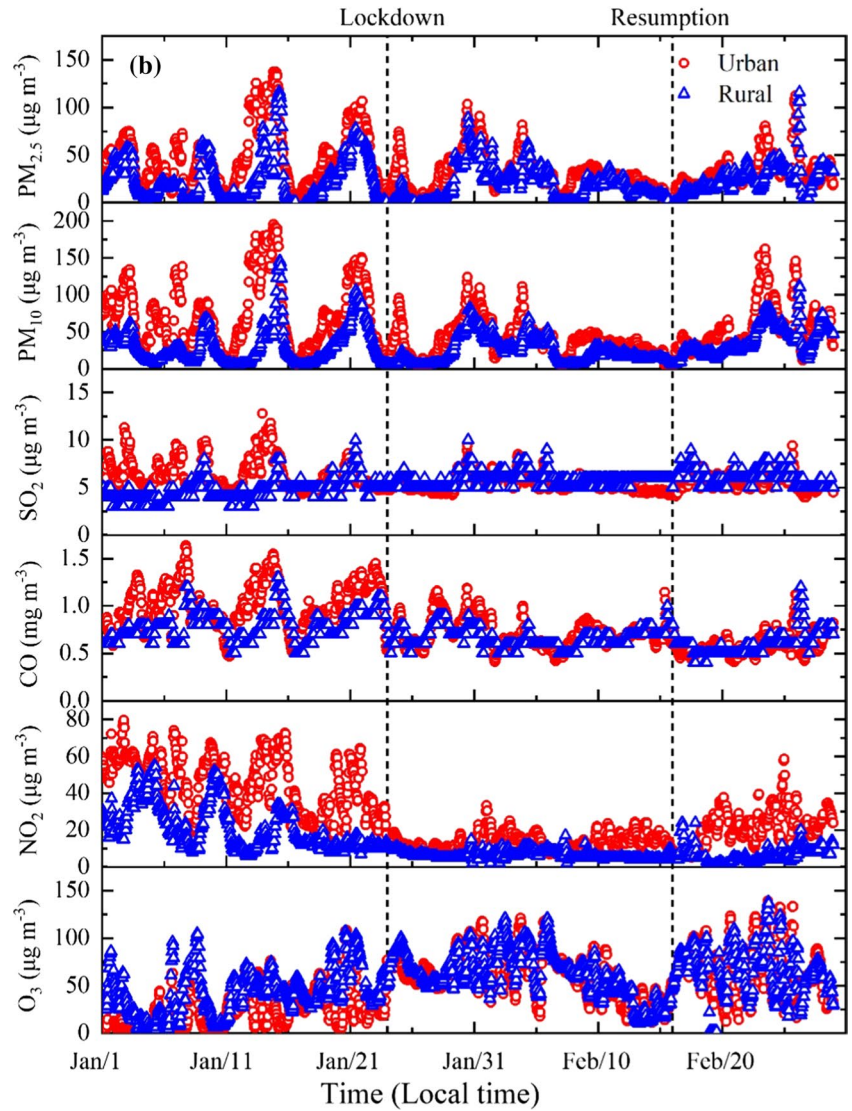 Lockdown Resumption
(b)
Urban
Rural
PM2.5 (μg m-3)
150
100
50
0
PM10 (μg m-3)
200
150
100
50
0
SO2 (μg m-3)
15
10
5
0
CO (mg m-3)
1.5
1.0
0.5
0.0
NO2 (μg m-3)
80
60
40
20
0
O3 (μg m-3)
150
100
50
0
Jan/1 Jan/11 Jan/21 Jan/31 Feb/10 Feb/20
Time (Local time)